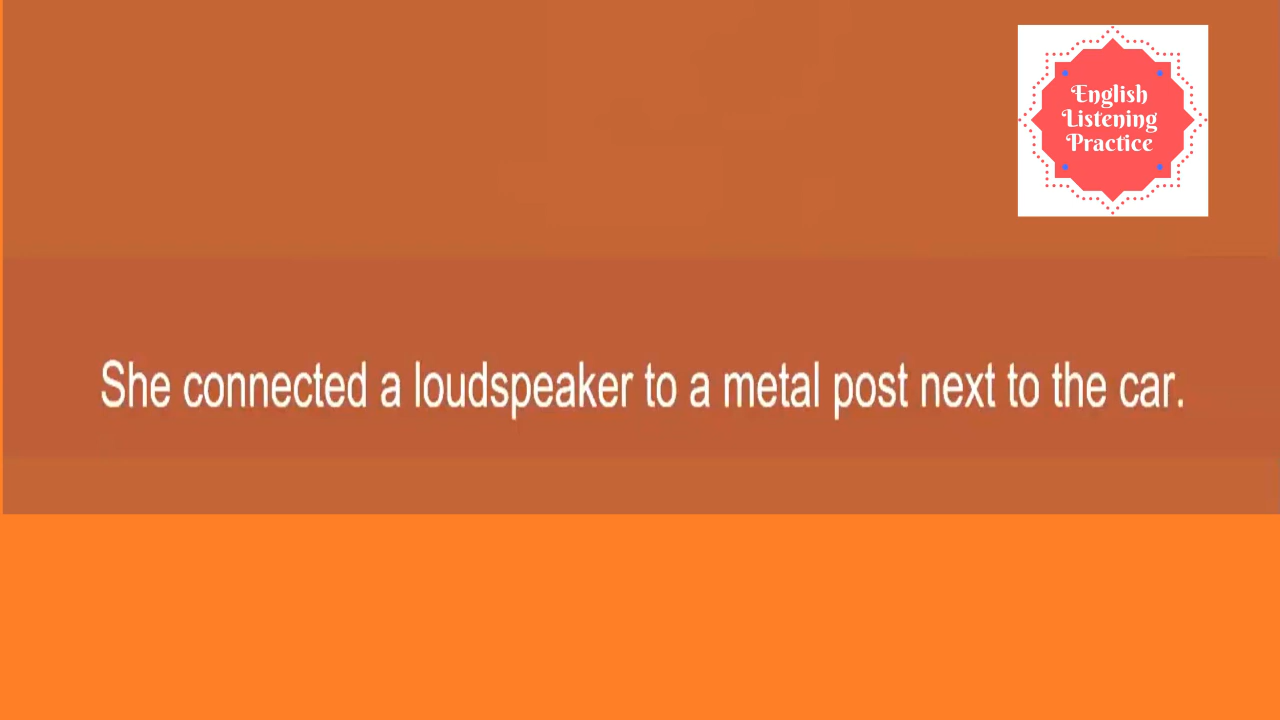 English
Listening
Practice
She connected a loudspeaker to a metal post next to the car.